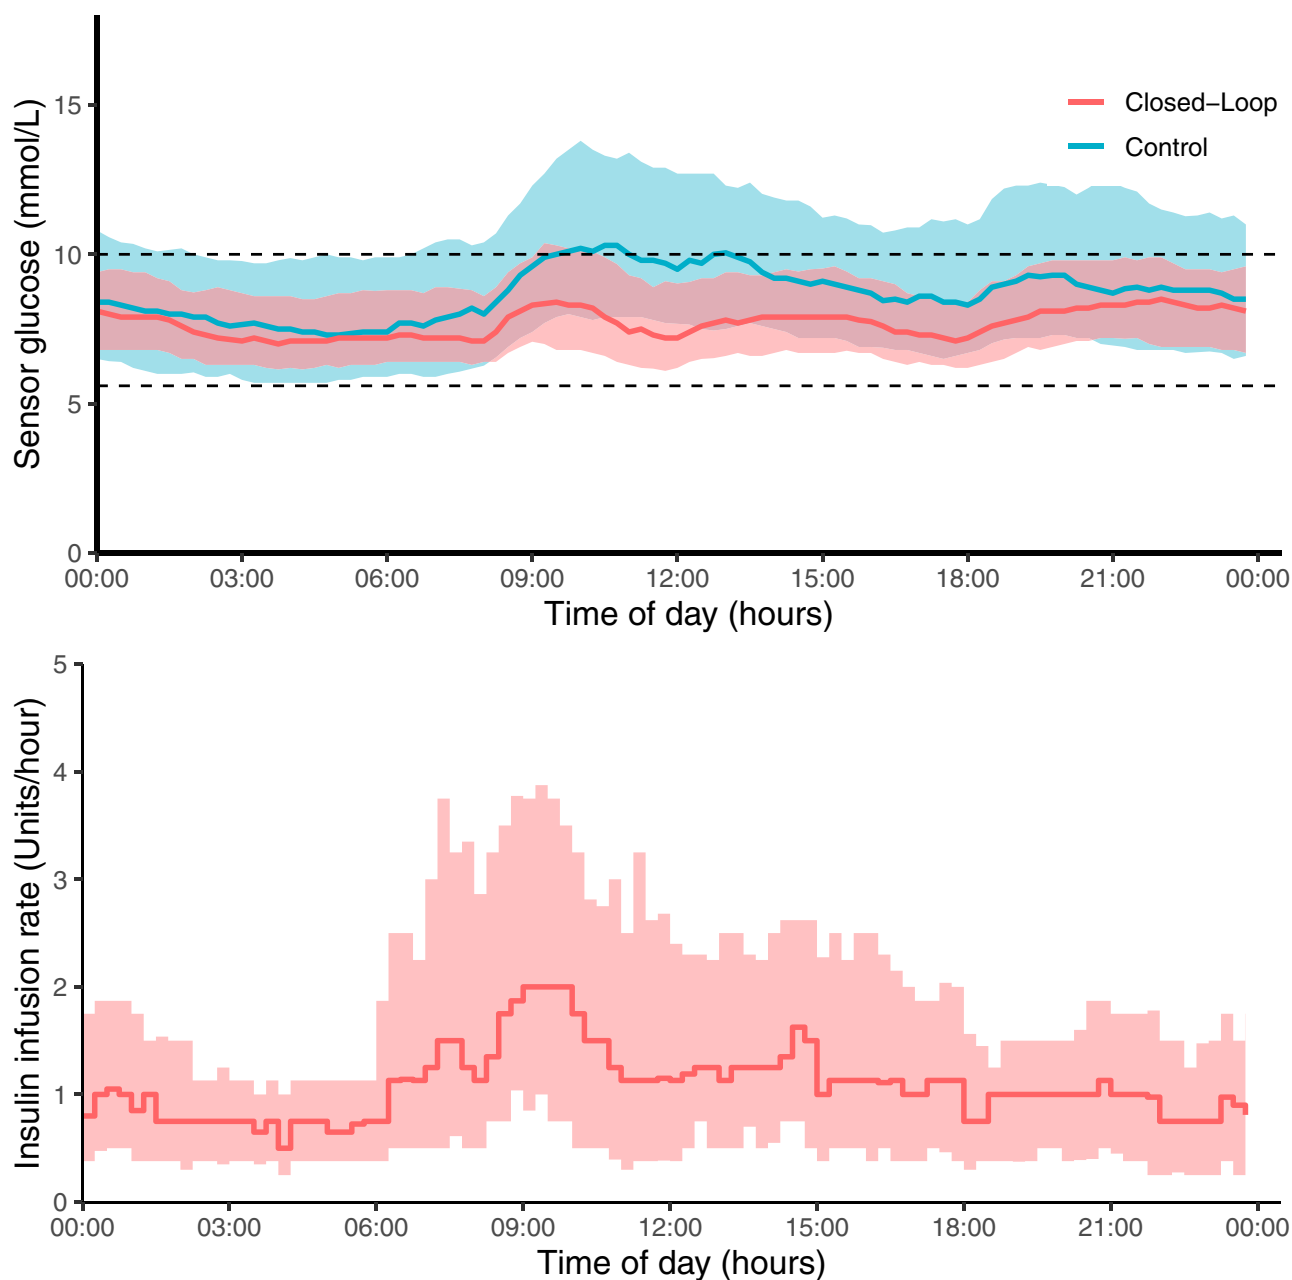 Sensor glucose (mmol/L)
15
10
5
0
Closed–Loop
Control
00:00 03:00 06:00 09:00 12:00 15:00 18:00 21:00 00:00
Time of day (hours)
Insulin infusion rate (Units/hour)
5
4
3
2
1
0
00:00 03:00 06:00 09:00 12:00 15:00 18:00 21:00 00:00
Time of day (hours)